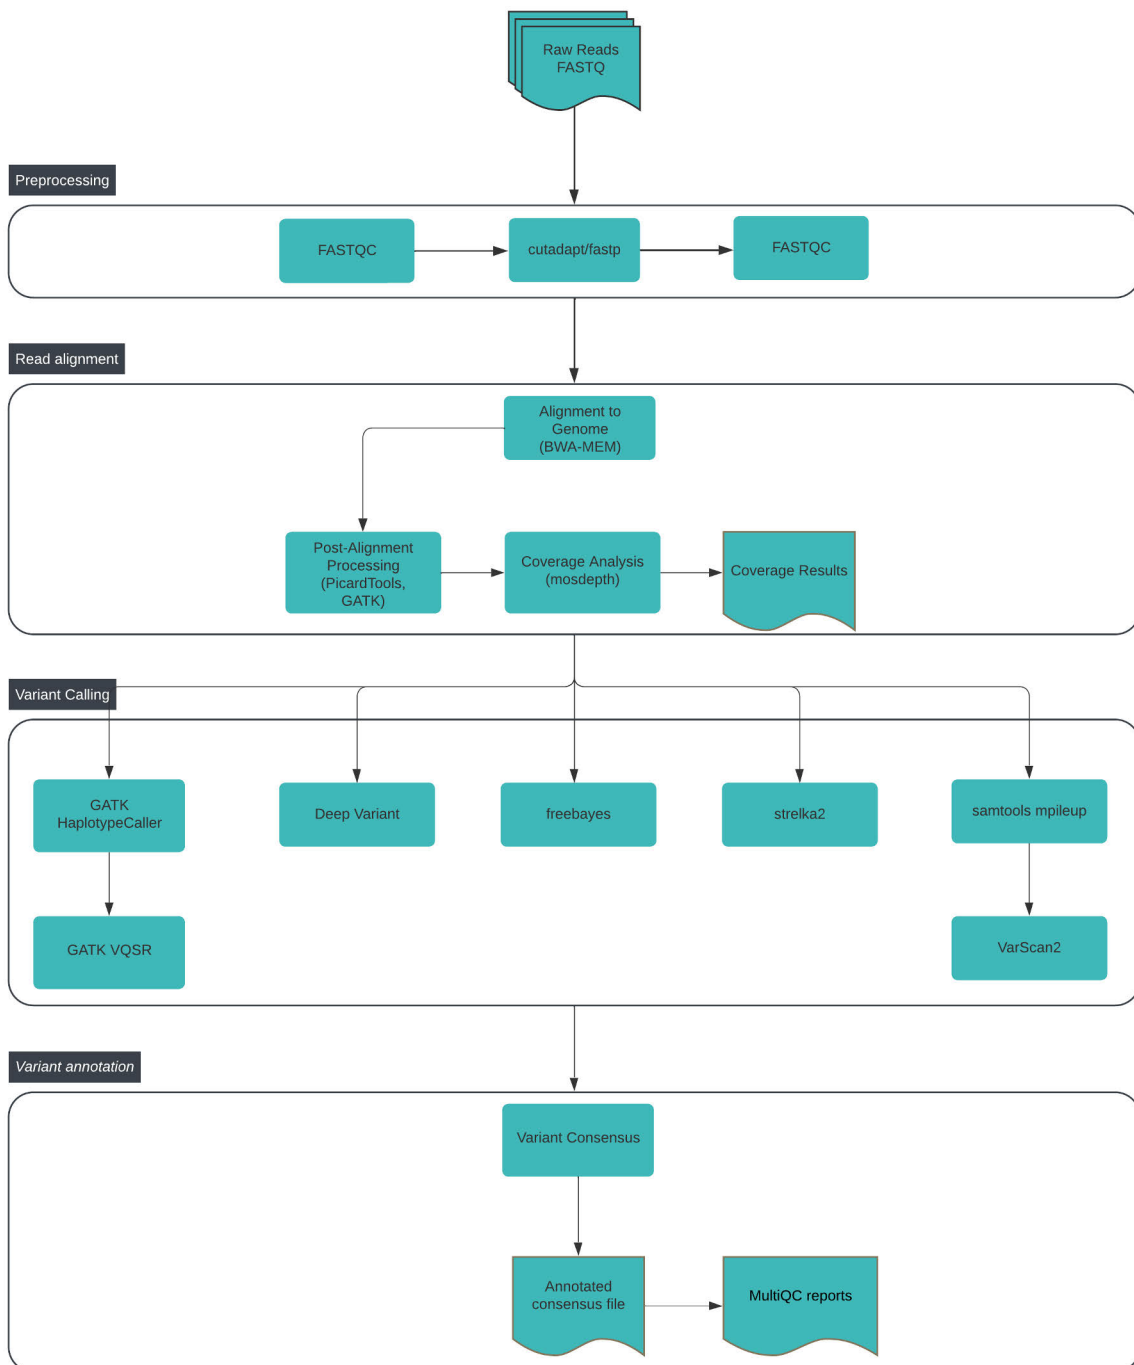 Raw Reads
FASTQ
Preprocessing
FASTQC
cutadapt/fastp
FASTQC
Read alignment
Alignment to
Genome
(BWA-MEM)
Post-Alignment
Processing
(PicardTools,
GATK)
Coverage Analysis
(mosdepth)
Coverage Results
Variant Calling
GATK
HaplotypeCaller
Deep Variant
freebayes
strelka2
samtools mpileup
GATK VQSR
VarScan2
Variant annotation
Variant Consensus
Annotated
consensus file
MultiQC reports